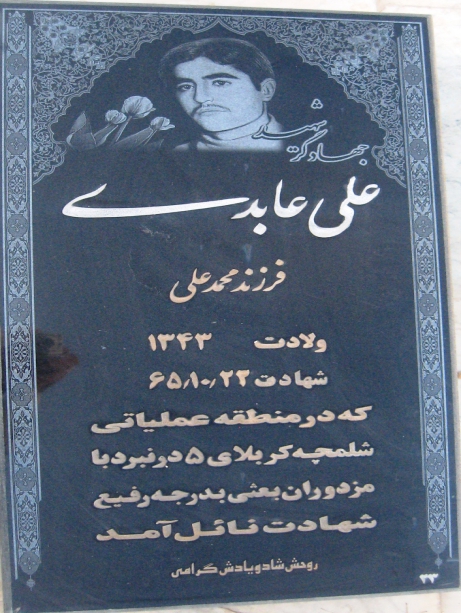 جهادگر شهید
علی عابدی
فرزند محمد علی
ولادت ۱۳۴۳
شهادت ۶۵٫۱۰٫۲۳
که در منطقه عملیاتی
شلمچه کربلای ۵ در نبرد با
مزدوران بعثی بدرجه رفیع
شهادت نائل آمد
روحش شاد و یادش گرامی
۳۳